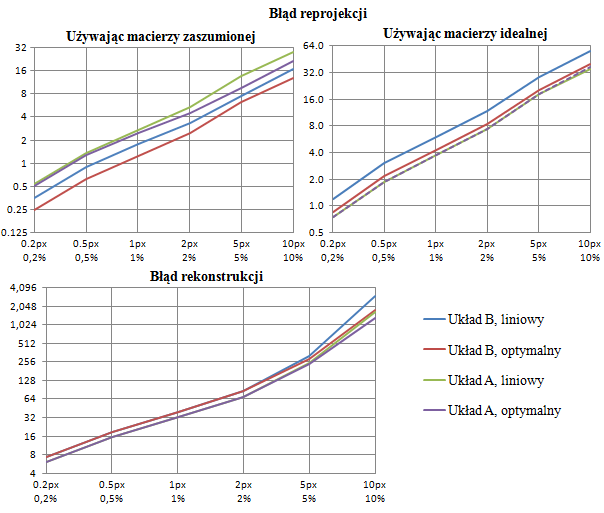 Błąd reprojekcji
Używając macierzy zaszumionej
32
16
8
4
2
1
0.5
0.25
0.125
0.2px 0.5px 1px 2px 5px 10px
0,2% 0,5% 1% 2% 5% 10%
Używając macierzy idealnej
64.0
32.0
16.0
8.0
4.0
2.0
1.0
0.5
0.2px 0.5px 1px 2px 5px 10px
0,2% 0,5% 1% 2% 5% 10%
Błąd rekonstrukcji
4,096
2,048
1,024
512
256
128
64
32
16
8
4
0.2px 0.5px 1px 2px 5px 10px
0,2% 0,5% 1% 2% 5% 10%
Układ B, liniowy
Układ B, optymalny
Układ A, liniowy
Układ A, optymalny